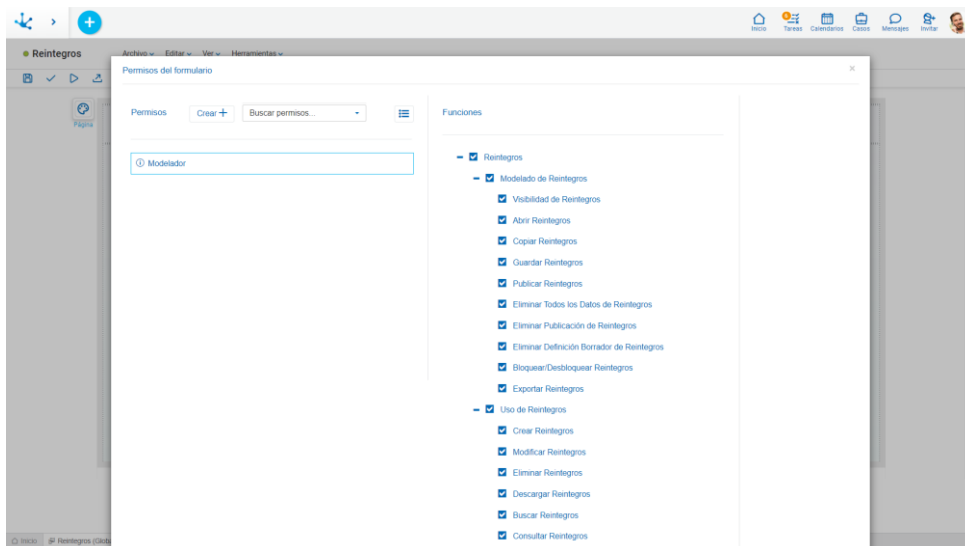 Inicio
6
Tareas
Calendarios
Casos
Mensajes
Invitar
Reintegros
Archivo Editar Ver Herramientas
Permisos del formulario
Página
Permisos
Crear
Buscar permisos...
Funciones
Modelador
Reintegros
Modelado de Reintegros
Visibilidad de Reintegros
Abrir Reintegros
Copiar Reintegros
Guardar Reintegros
Publicar Reintegros
Eliminar Todos los Datos de Reintegros
Eliminar Publicación de Reintegros
Eliminar Definición Borrador de Reintegros
Bloquear/Desbloquear Reintegros
Exportar Reintegros
Uso de Reintegros
Crear Reintegros
Modificar Reintegros
Eliminar Reintegros
Descargar Reintegros
Buscar Reintegros
Consultar Reintegros
Inicio
Reintegros (Globa